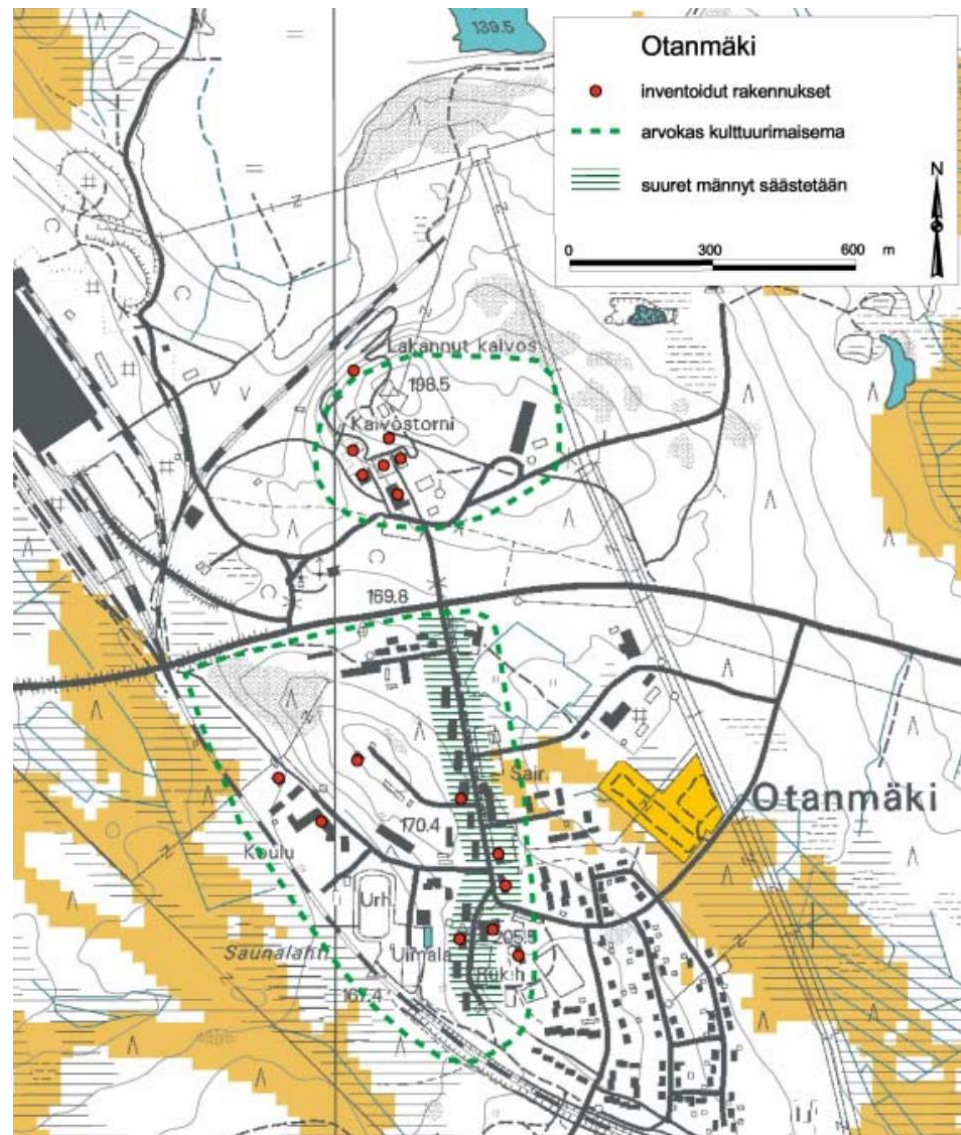 139.5
Otanmäki
inventoidut rakennukset
arvokas kulttuurimaisema
suuret männyt säästetään
N
0 300 600 m
Lakannut kaivos
198.5
Kaivostorni
169.8
Sair.
Otanmäki
170.4
Koulu
Urh.
Saunalahti
Uimala
205.5
Ruk.h
167.4